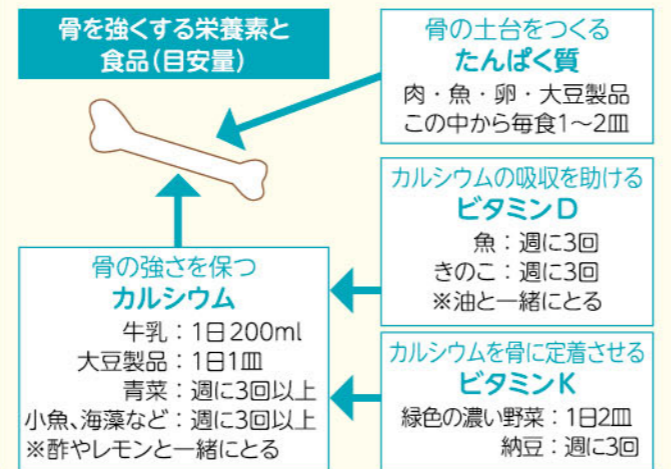 骨を強くする栄養素と
食品(目安量)
骨の土台をつくる
たんぱく質
肉・魚・卵・大豆製品
この中から毎食1～2皿
カルシウムの吸収を助ける
ビタミンD
魚：週に3回
きのこ：週に3回
※油と一緒にとる
骨の強さを保つ
カルシウム
牛乳：1日200ml
大豆製品：1日1皿
青菜：週に3回以上
小魚、海藻など：週に3回以上
※酢やレモンと一緒にとる
カルシウムを骨に定着させる
ビタミンK
緑色の濃い野菜：1日2皿
納豆：週に3回